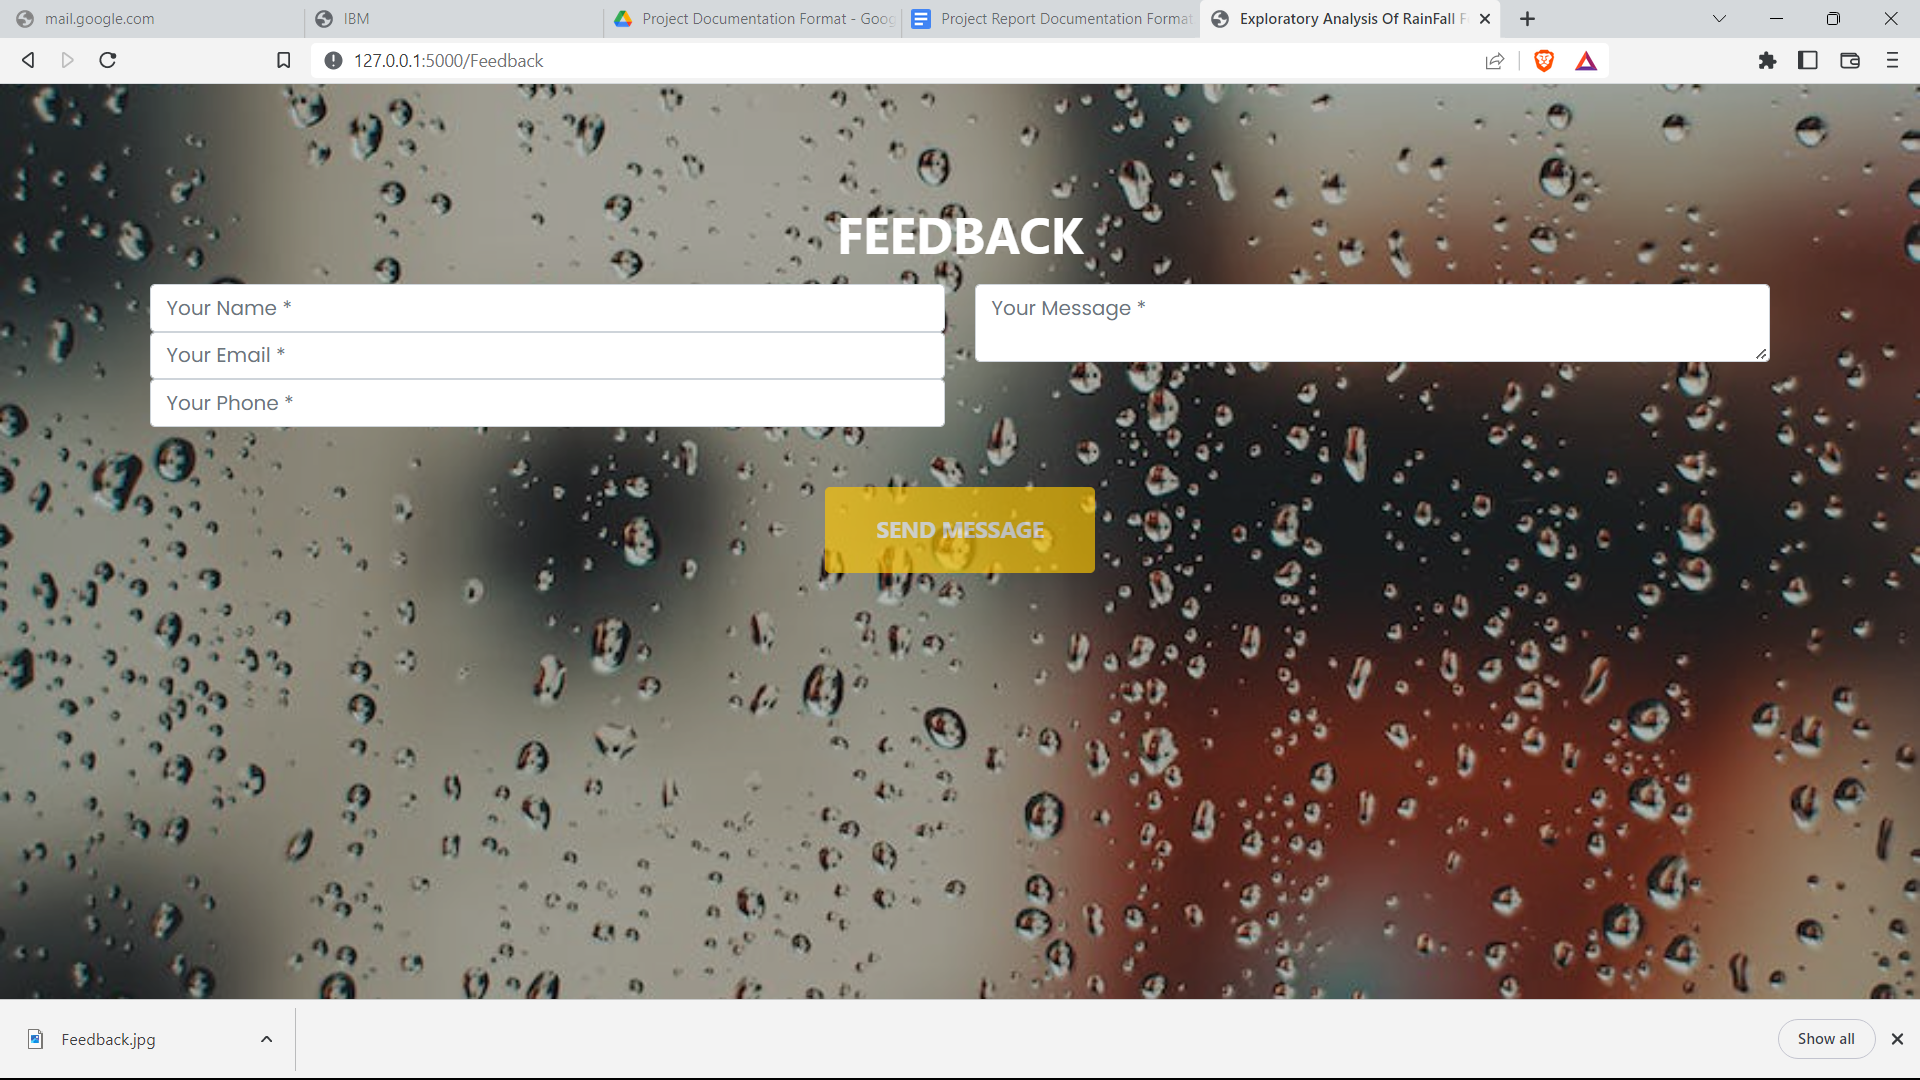 mail.google.com
IBM
Project Documentation Format - Goo
Project Report Documentation Format
Exploratory Analysis Of RainFall F
127.0.0.1:5000/Feedback
FEEDBACK
Your Name *
Your Message *
Your Email *
Your Phone *
SEND MESSAGE
Feedback.jpg
Show all